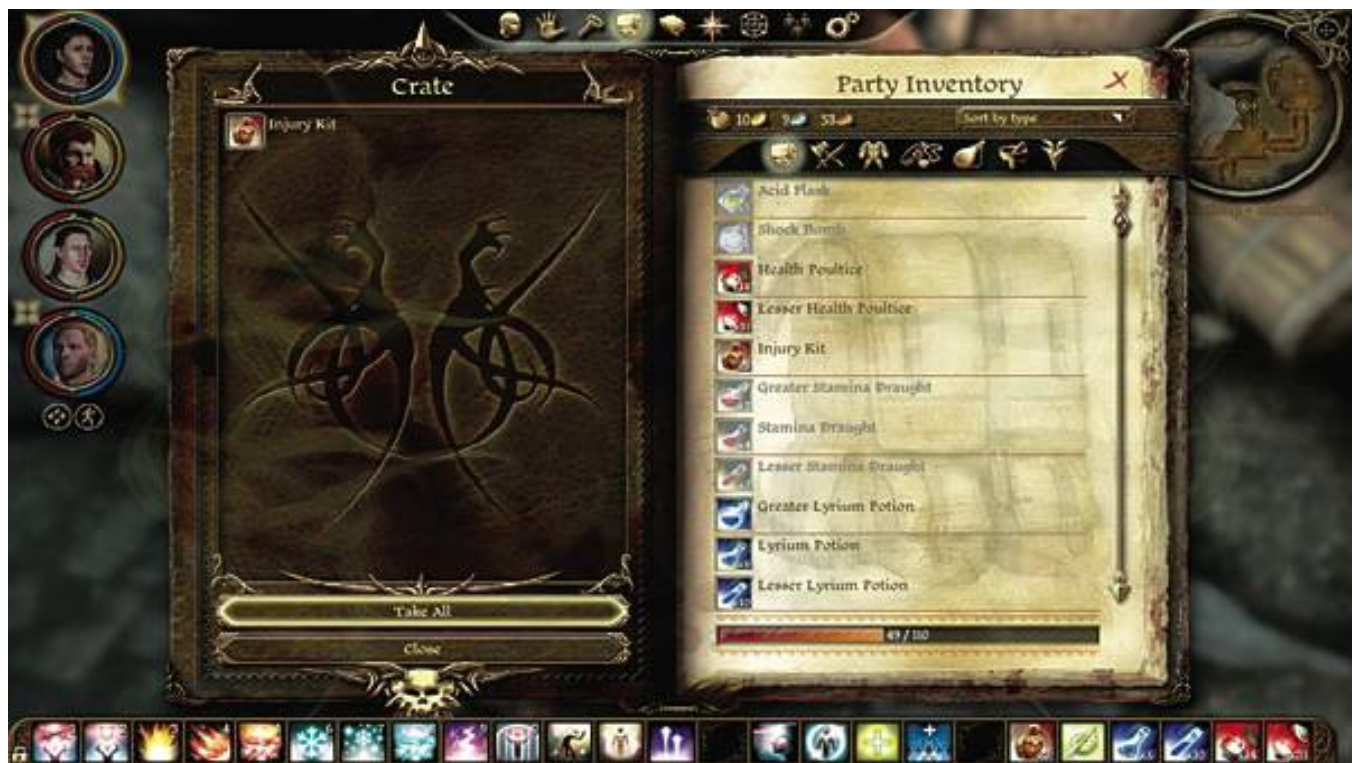 Crate
Injury Kit
Take All
Close
Party Inventory
10 9 53
Sort by type
Acid Flask
Shock Bomb
Health Poultice
Lesser Health Poultice
Injury Kit
Greater Stamina Draught
Stamina Draught
Lesser Stamina Draught
Greater Lyrium Potion
Lyrium Potion
Lesser Lyrium Potion
49 / 110